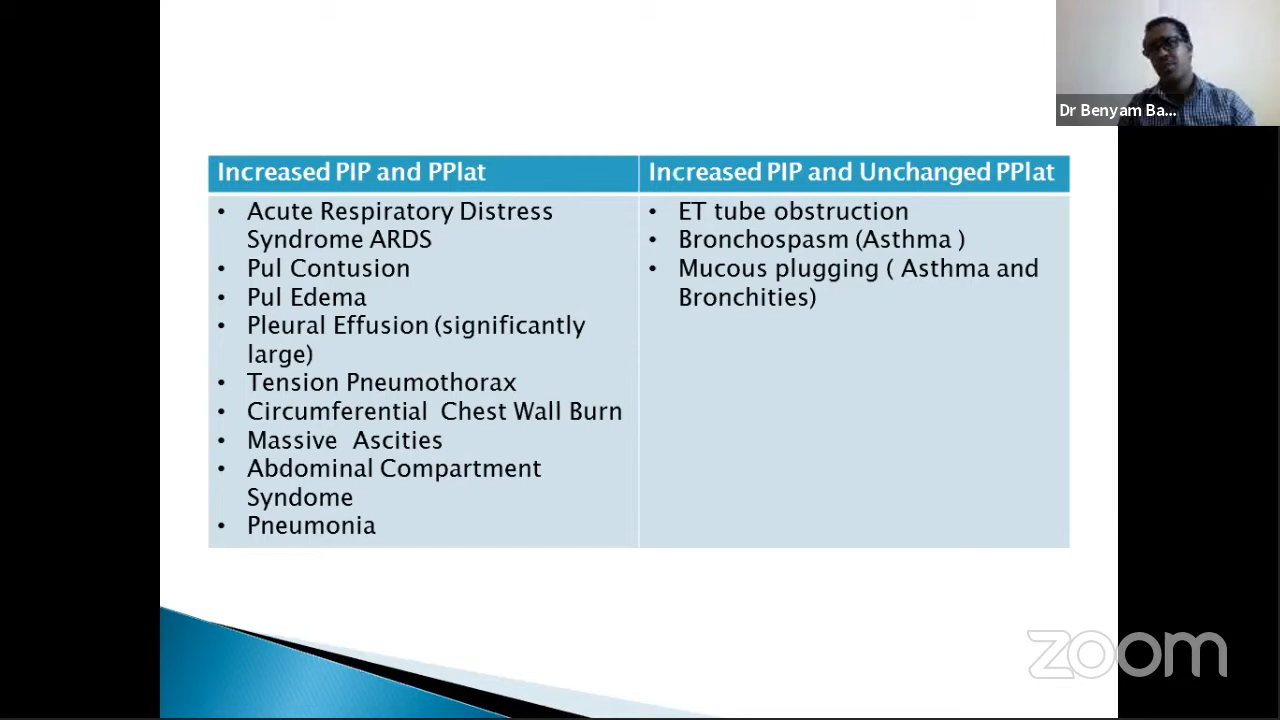 Dr Benyam Ba...
Increased PIP and PPlat
Increased PIP and Unchanged PPlat
• Acute Respiratory Distress
Syndrome ARDS
• Pul Contusion
• Pul Edema
• Pleural Effusion (significantly
large)
• Tension Pneumothorax
• Circumferential Chest Wall Burn
• Massive Ascities
• Abdominal Compartment
Syndome
• Pneumonia
• ET tube obstruction
• Bronchospasm (Asthma )
• Mucous plugging ( Asthma and
Bronchities)
zoom